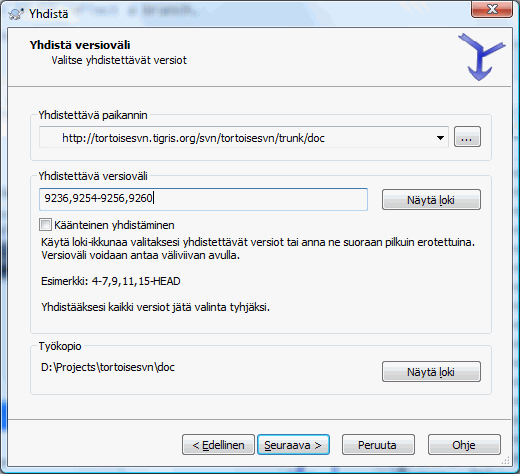 Yhdistä
Yhdistä versioväli
Valitse yhdistettävät versiot
Yhdistettävä paikannin
http://tortoisesvn.tigris.org/svn/tortoisesvn/trunk/doc
...
Yhdistettävä versioväli
9236,9254-9256,9260
Näytä loki
Käänteinen yhdistäminen
Käytä loki-ikkunaa valitaksesi yhdistettävät versiot tai anna ne suoraan pilkuin erotettuina.
Versioväli voidaan antaa väliviivan avulla.
Esimerkki: 4-7,9,11,15-HEAD
Yhdistääksesi kaikki versiot jätä valinta tyhjäksi.
Työkopio
D:\Projects\tortoisesvn\doc
Näytä loki
< Edellinen
Seuraava >
Peruuta
Ohje